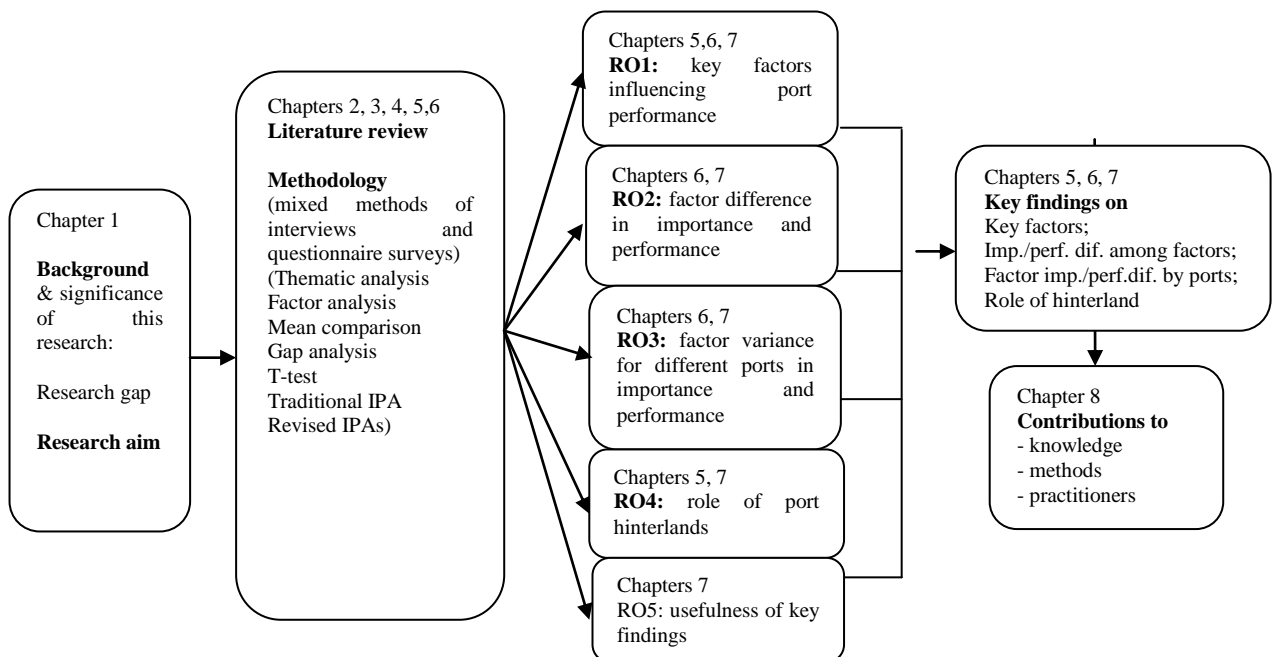 Chapter 1
Background
& significance
of this
research:
Research gap
Research aim
Chapters 2, 3, 4, 5,6
Literature review
Methodology
(mixed methods of
interviews and
questionnaire surveys)
(Thematic analysis
Factor analysis
Mean comparison
Gap analysis
T-test
Traditional IPA
Revised IPAs)
Chapters 5,6, 7
RO1: key factors
influencing port
performance
Chapters 6, 7
RO2: factor difference
in importance and
performance
Chapters 6, 7
RO3: factor variance
for different ports in
importance and
performance
Chapters 5, 7
RO4: role of port
hinterlands
Chapters 7
RO5: usefulness of key
findings
Chapters 5, 6, 7
Key findings on
Key factors;
Imp./perf. dif. among factors;
Factor imp./perf.dif. by ports;
Role of hinterland
Chapter 8
Contributions to
- knowledge
- methods
- practitioners